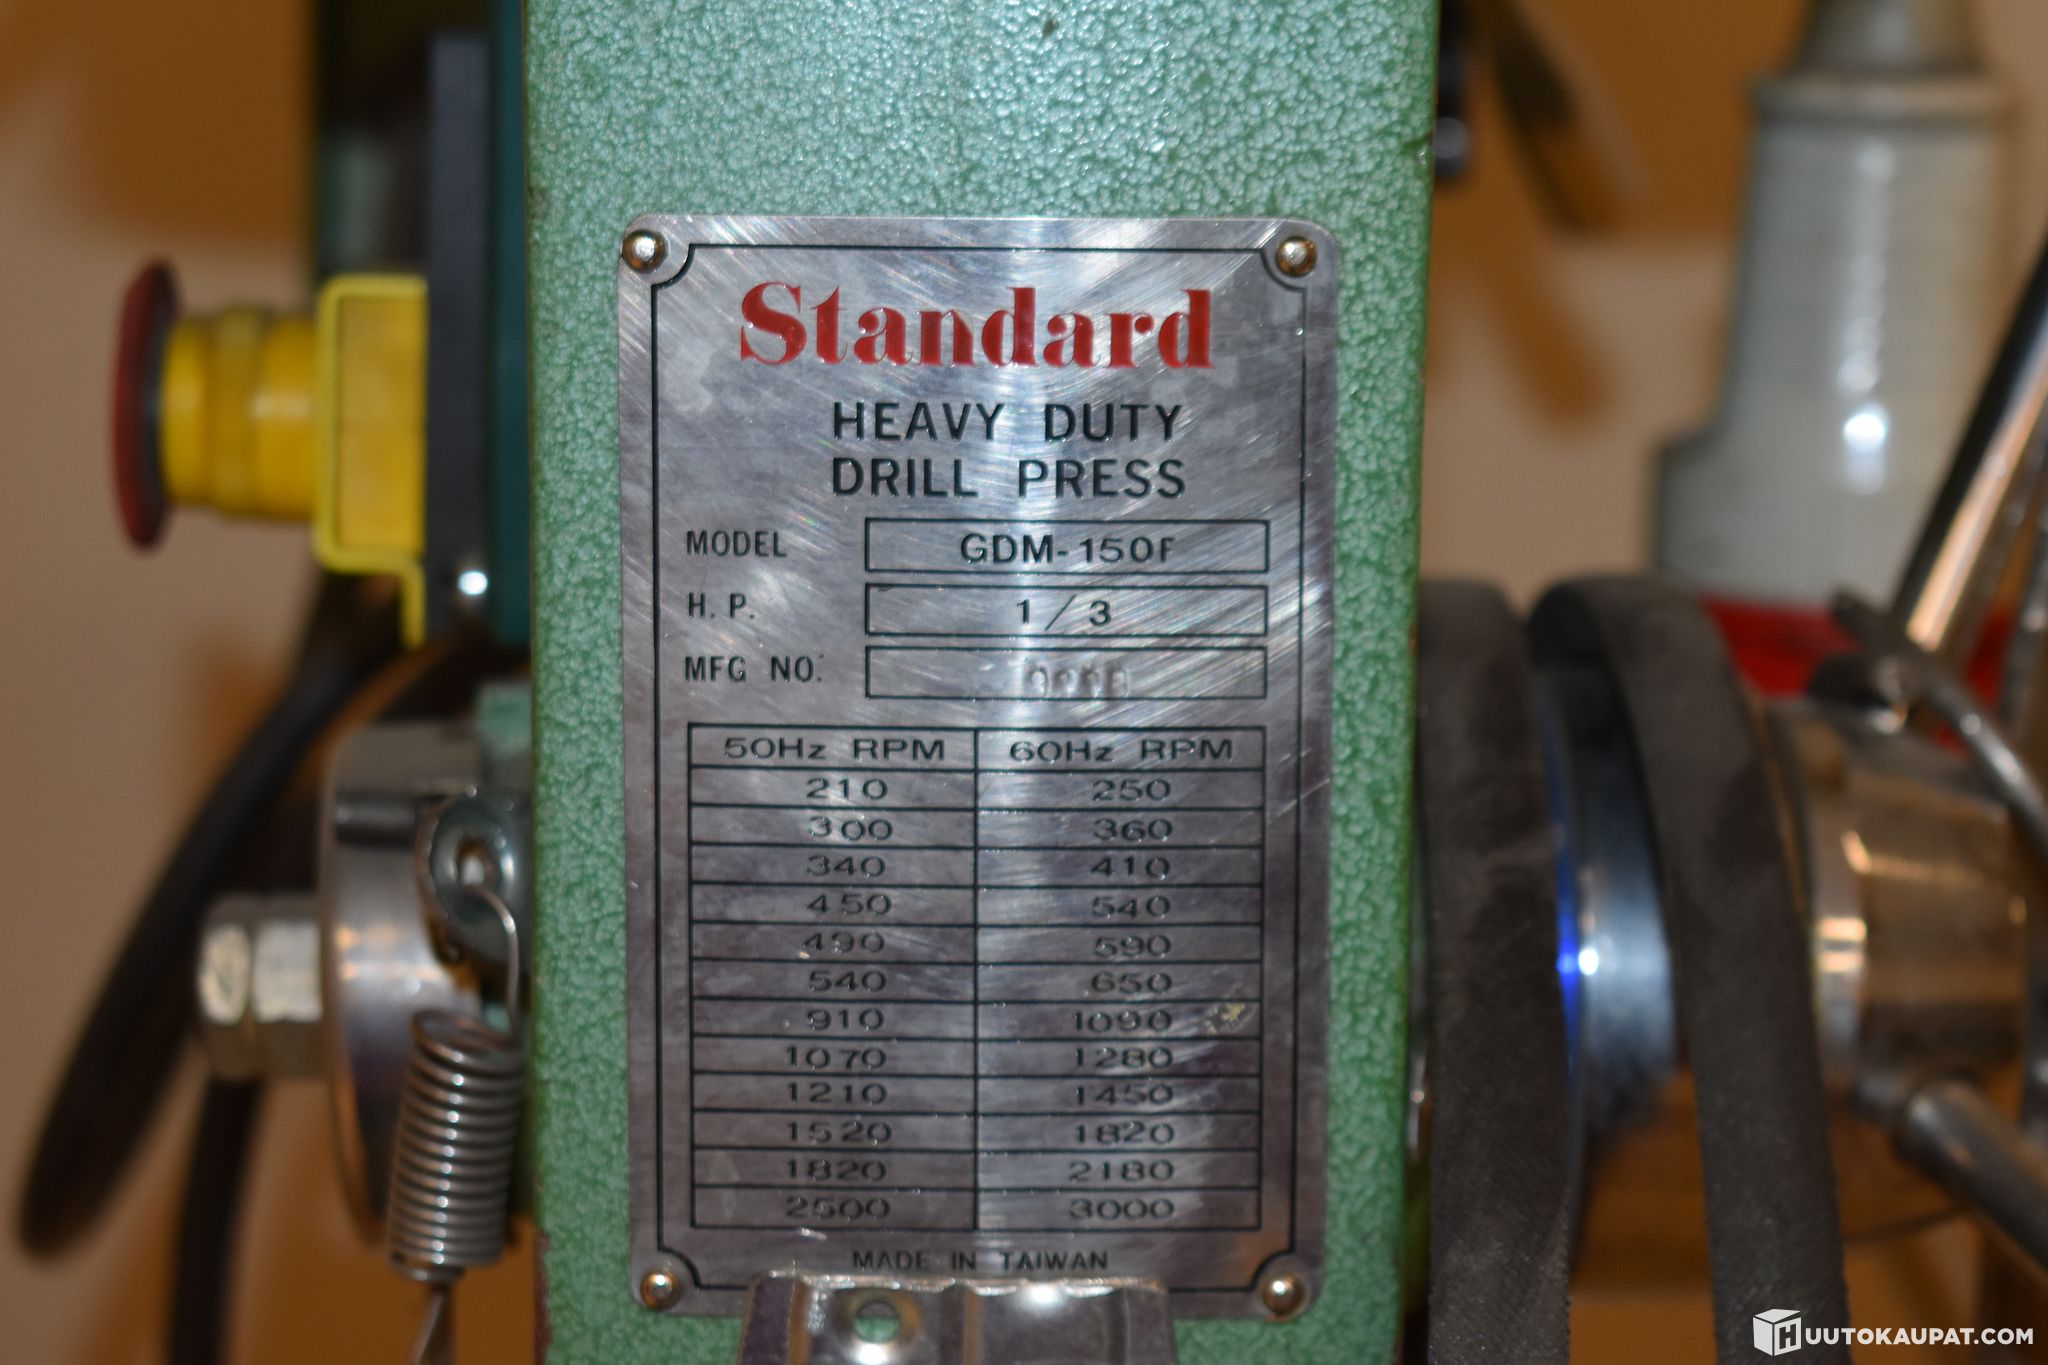 Standard
HEAVY DUTY
DRILL PRESS
MODEL GDM-150F
H. P. 1/3
MFG NO.
50Hz RPM 60Hz RPM
210 250
300 360
340 410
450 540
490 590
540 650
910 1090
1070 1280
1210 1450
1520 1820
1820 2180
2500 3000
MADE IN TAIWAN
HUUTOKAUPAT.COM